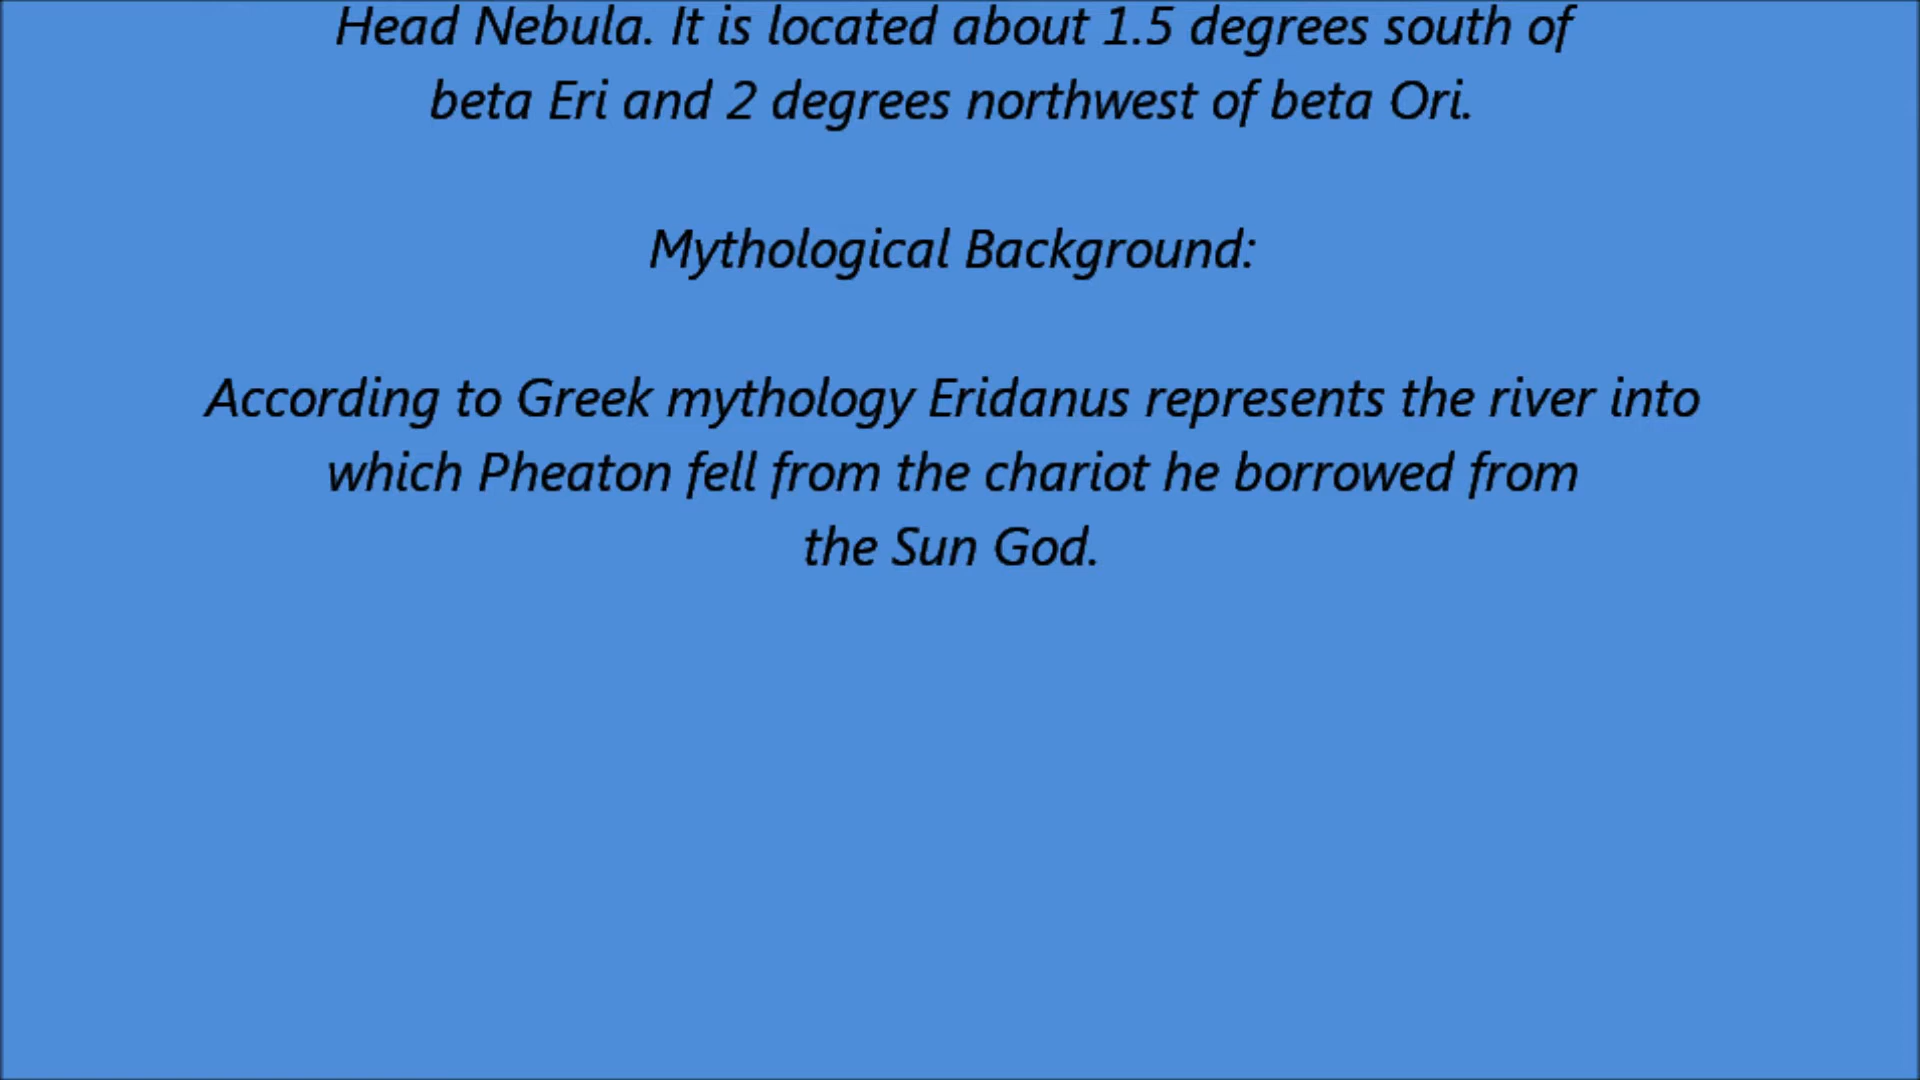 Head Nebula. It is located about 1.5 degrees south of
beta Eri and 2 degrees northwest of beta Ori.
Mythological Background:
According to Greek mythology Eridanus represents the river into
which Pheaton fell from the chariot he borrowed from
the Sun God.